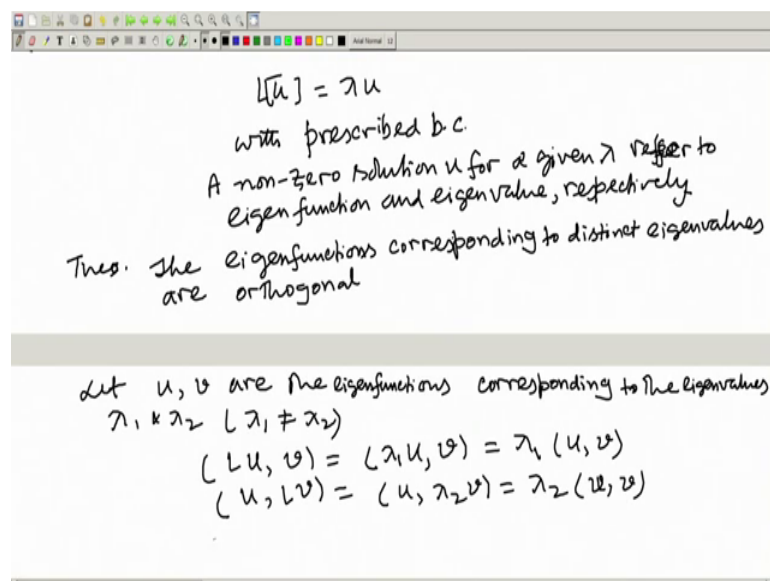 L[u] = λu
with prescribed b.c.
A non-zero solution u for a given λ refer to
eigenfunction and eigenvalue, respectively
Theo. The eigenfunctions corresponding to distinct eigenvalues
are orthogonal
Let u, v are the eigenfunctions corresponding to the eigenvalues
λ₁ & λ₂ (λ₁ ≠ λ₂)
(Lu, v) = (λ₁u, v) = λ₁(u, v)
(u, Lv) = (u, λ₂v) = λ₂(u, v)